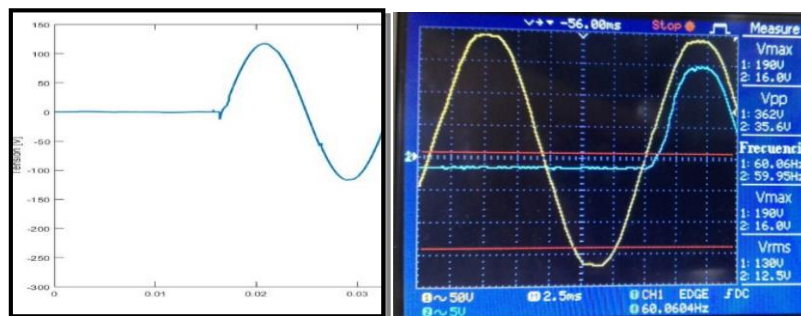 150
100
50
0
-50
-100
-150
-200
-250
-300
Tension [V]
0
0.01
0.02
0.03
-56.00ms
Stop
Measure
Vmax
1: 190V
2: 16.0V
Vpp
1: 362V
2: 35.6V
Frecuenci
1: 60.06Hz
2: 59.95Hz
Vmax
1: 190V
2: 16.0V
Vrms
1: 130V
2: 12.5V
2
1 ~ 50V
2 ~ 5V
2.5ms
CH1 EDGE DC
60.0604Hz